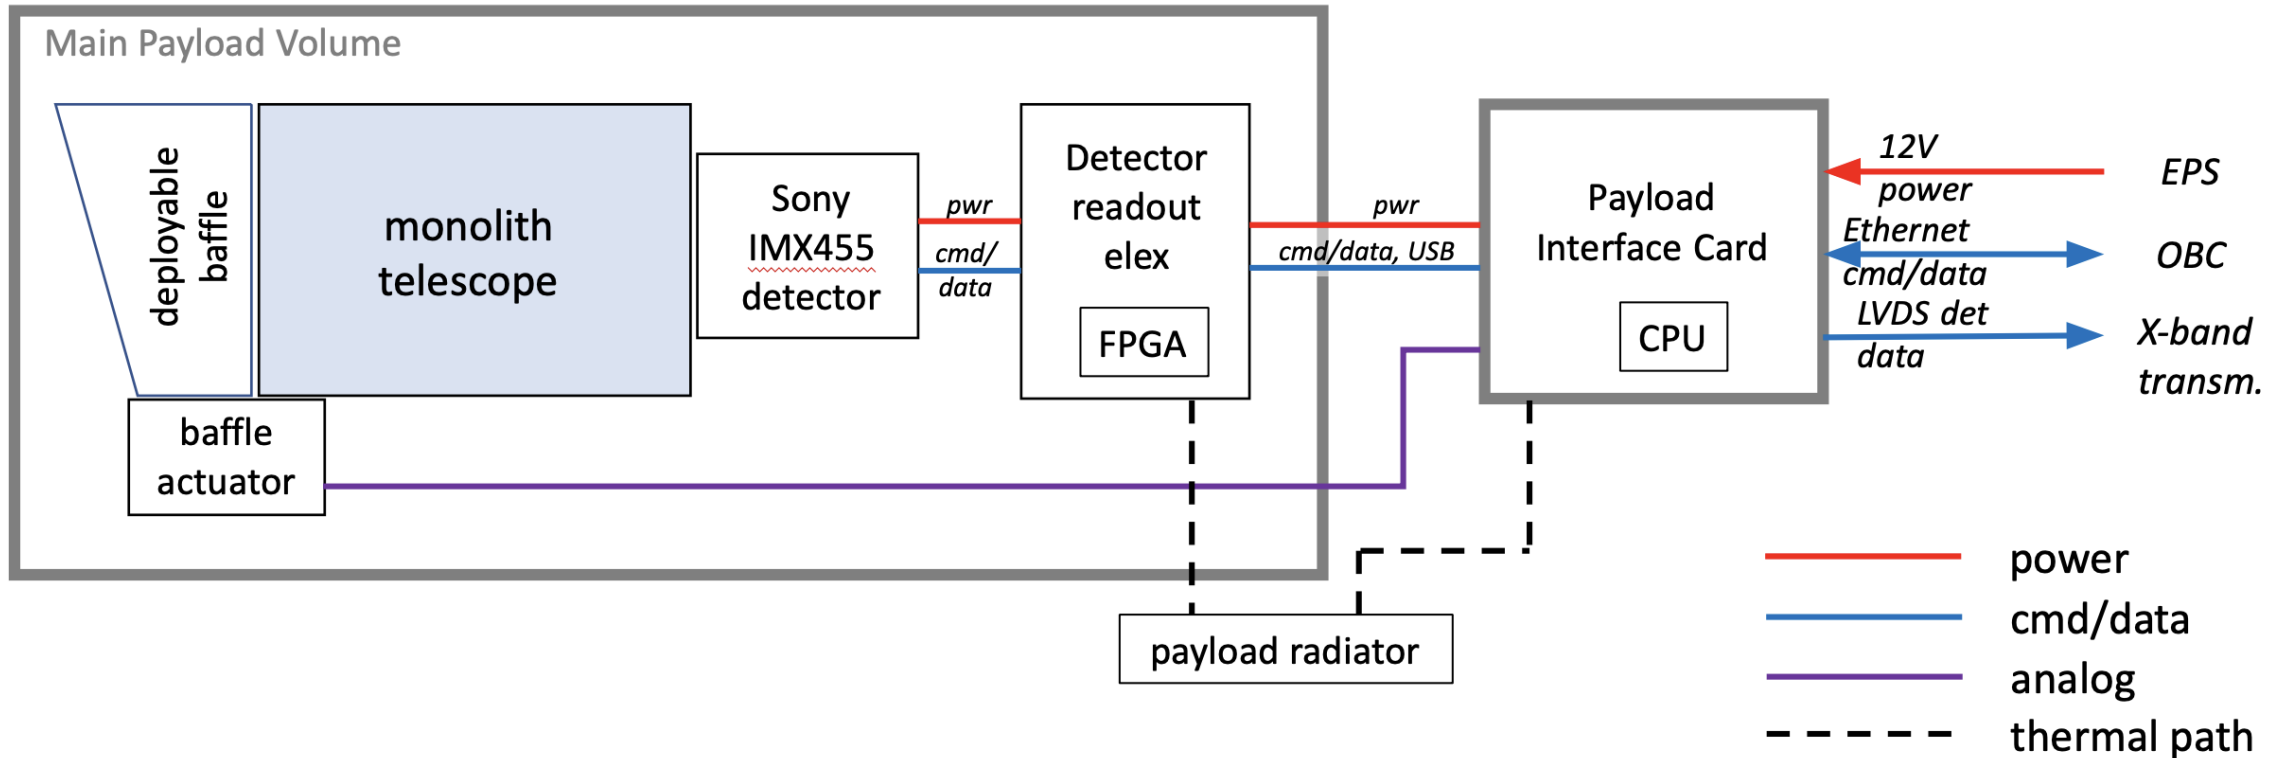 Main Payload Volume
deployable
baffle
monolith
telescope
Sony
IMX455
detector
pwr
cmd/
data
Detector
readout
elex
FPGA
pwr
cmd/data, USB
Payload
Interface Card
CPU
12V
power
EPS
Ethernet
cmd/data
OBC
LVDS det
data
X-band
transm.
baffle
actuator
payload radiator
power
cmd/data
analog
thermal path